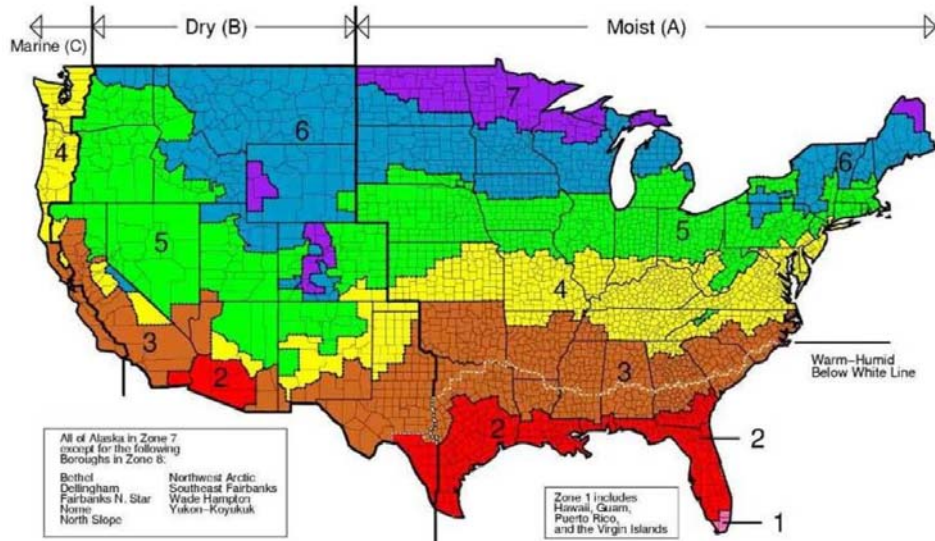 Marine (C)
Dry (B)
Moist (A)
7
6
6
4
5
5
4
3
3
2
2
2
1
Warm-Humid
Below White Line
All of Alaska in Zone 7
except for the following
Boroughs in Zone 8:
Bethel
Dellingham
Fairbanks N. Star
Nome
North Slope
Northwest Arctic
Southeast Fairbanks
Wade Hampton
Yukon-Koyukuk
Zone 1 includes
Hawaii, Guam,
Puerto Rico,
and the Virgin Islands